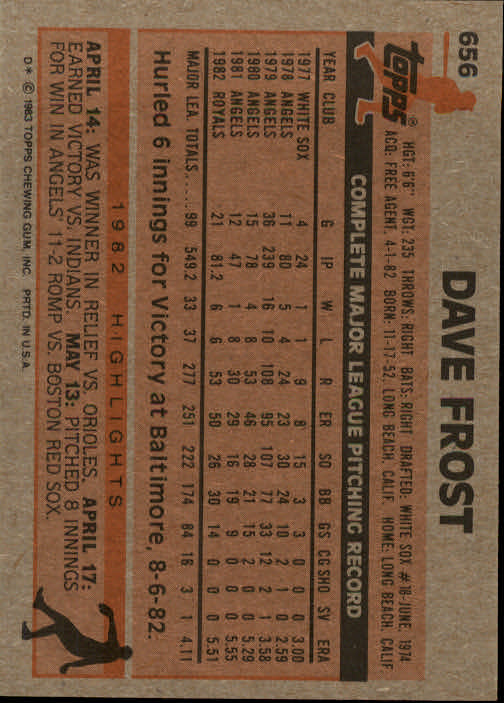 656
DAVE FROST
TOPPS®
HGT: 6'6" WGT: 235 THROWS: RIGHT BATS: RIGHT DRAFTED: WHITE SOX #18-JUNE, 1974
ACQ: FREE AGENT, 4-1-82 BORN: 11-17-52, LONG BEACH, CALIF. HOME: LONG BEACH, CALIF.
COMPLETE MAJOR LEAGUE PITCHING RECORD
YEAR CLUB G IP W L R ER SO BB GS CG SHO SV ERA
1977 WHITE SOX 4 24 1 1 9 8 15 3 3 0 0 0 3.00
1978 ANGELS 11 80 5 4 24 23 30 24 10 2 1 0 2.59
1979 ANGELS 36 239 16 10 108 95 107 77 33 12 2 1 3.58
1980 ANGELS 15 78 4 8 53 46 28 21 15 2 0 0 5.29
1981 ANGELS 12 47 1 8 30 29 16 19 9 0 0 0 5.55
1982 ROYALS 21 81.2 6 6 53 50 26 30 14 0 0 0 5.51
MAJOR LEA. TOTALS..... 99 549.2 33 37 277 251 222 174 84 16 3 1 4.11
Hurled 6 innings for Victory at Baltimore, 8-6-82.
1982 HIGHLIGHTS
APRIL 14: WAS WINNER IN RELIEF VS. ORIOLES. APRIL 17:
EARNED VICTORY VS. INDIANS. MAY 13: PITCHED 8 INNINGS
FOR WIN IN ANGELS' 11-2 ROMP VS. BOSTON RED SOX.
D* © 1983 TOPPS CHEWING GUM, INC. PRTD. IN U.S.A.